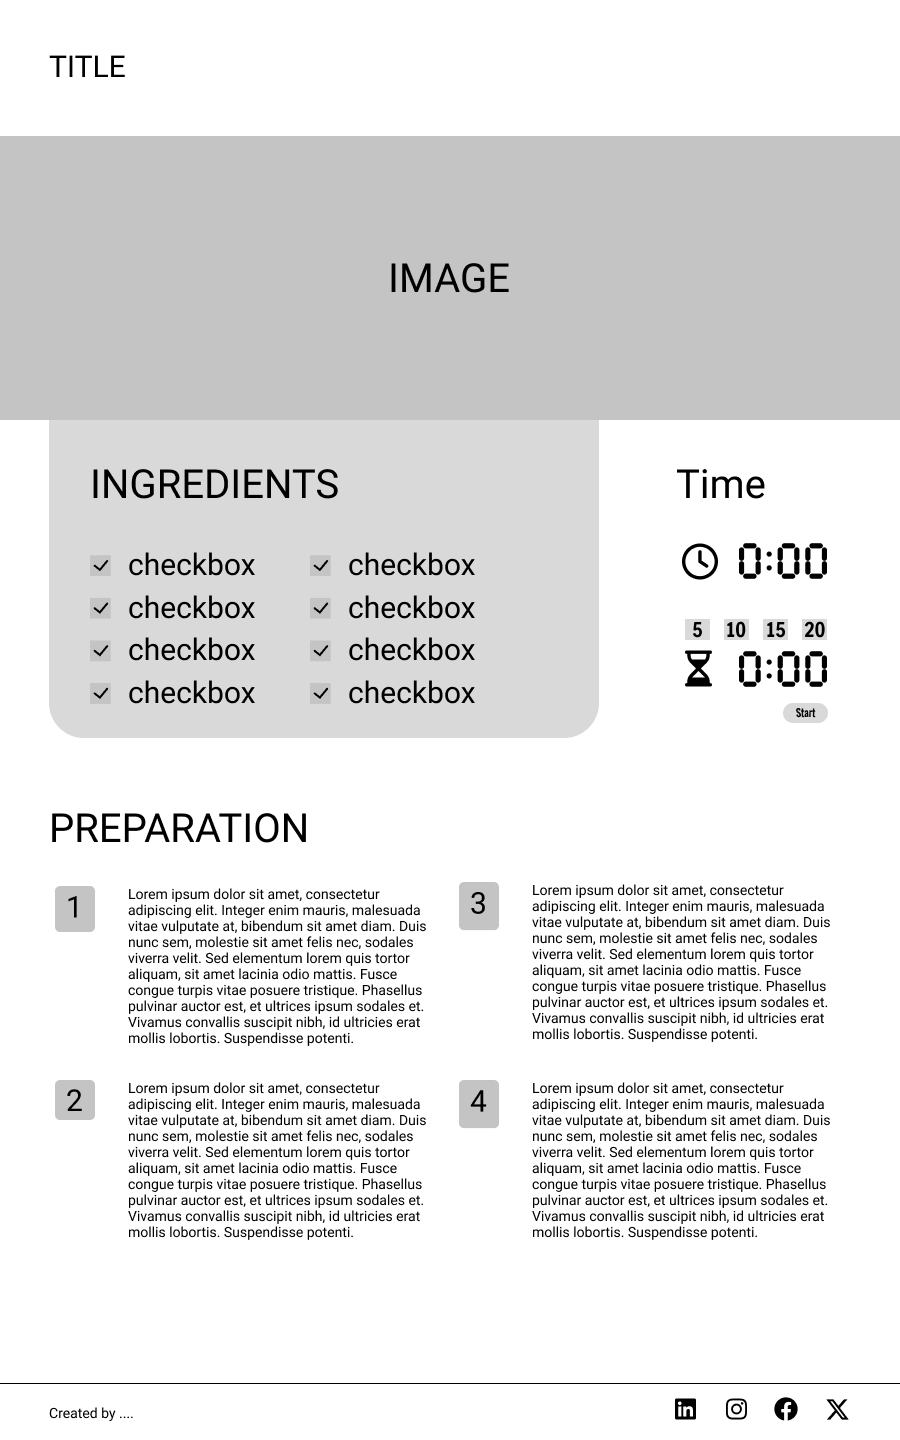 TITLE
IMAGE
INGREDIENTS
checkbox checkbox
checkbox checkbox
checkbox checkbox
checkbox checkbox
Time
0:00
5 10 15 20
0:00
Start
PREPARATION
1
Lorem ipsum dolor sit amet, consectetur
adipiscing elit. Integer enim mauris, malesuada
vitae vulputate at, bibendum sit amet diam. Duis
nunc sem, molestie sit amet felis nec, sodales
viverra velit. Sed elementum lorem quis tortor
aliquam, sit amet lacinia odio mattis. Fusce
congue turpis vitae posuere tristique. Phasellus
pulvinar auctor est, et ultrices ipsum sodales et.
Vivamus convallis suscipit nibh, id ultricies erat
mollis lobortis. Suspendisse potenti.
2
Lorem ipsum dolor sit amet, consectetur
adipiscing elit. Integer enim mauris, malesuada
vitae vulputate at, bibendum sit amet diam. Duis
nunc sem, molestie sit amet felis nec, sodales
viverra velit. Sed elementum lorem quis tortor
aliquam, sit amet lacinia odio mattis. Fusce
congue turpis vitae posuere tristique. Phasellus
pulvinar auctor est, et ultrices ipsum sodales et.
Vivamus convallis suscipit nibh, id ultricies erat
mollis lobortis. Suspendisse potenti.
3
Lorem ipsum dolor sit amet, consectetur
adipiscing elit. Integer enim mauris, malesuada
vitae vulputate at, bibendum sit amet diam. Duis
nunc sem, molestie sit amet felis nec, sodales
viverra velit. Sed elementum lorem quis tortor
aliquam, sit amet lacinia odio mattis. Fusce
congue turpis vitae posuere tristique. Phasellus
pulvinar auctor est, et ultrices ipsum sodales et.
Vivamus convallis suscipit nibh, id ultricies erat
mollis lobortis. Suspendisse potenti.
4
Lorem ipsum dolor sit amet, consectetur
adipiscing elit. Integer enim mauris, malesuada
vitae vulputate at, bibendum sit amet diam. Duis
nunc sem, molestie sit amet felis nec, sodales
viverra velit. Sed elementum lorem quis tortor
aliquam, sit amet lacinia odio mattis. Fusce
congue turpis vitae posuere tristique. Phasellus
pulvinar auctor est, et ultrices ipsum sodales et.
Vivamus convallis suscipit nibh, id ultricies erat
mollis lobortis. Suspendisse potenti.
Created by ....